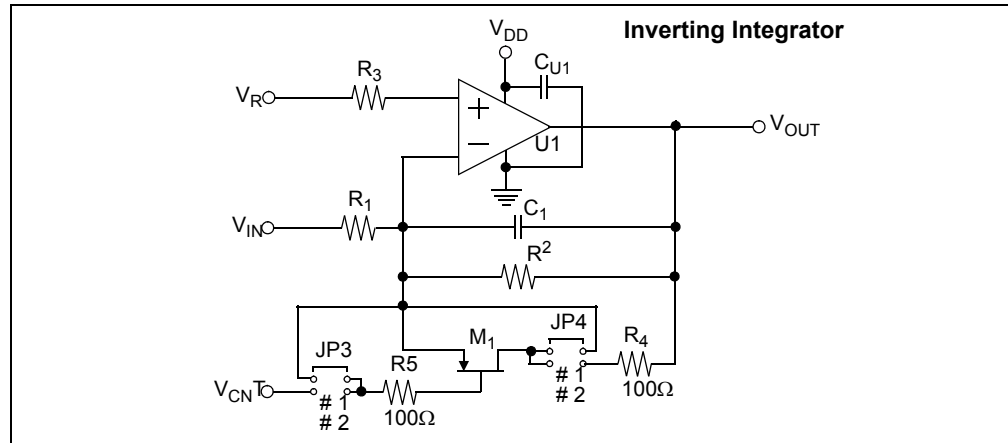 Inverting Integrator
VDD
CU1
R3
VR
+
−
U1
VOUT
R1
C1
VIN
R2
JP4
M1
R4
JP3
R5
VCNT
# 1
# 2
100Ω
# 1
# 2
100Ω